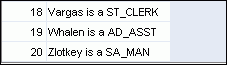 18 Vargas is a ST_CLERK
19 Whalen is a AD_ASST
20 Zlotkey is a SA_MAN